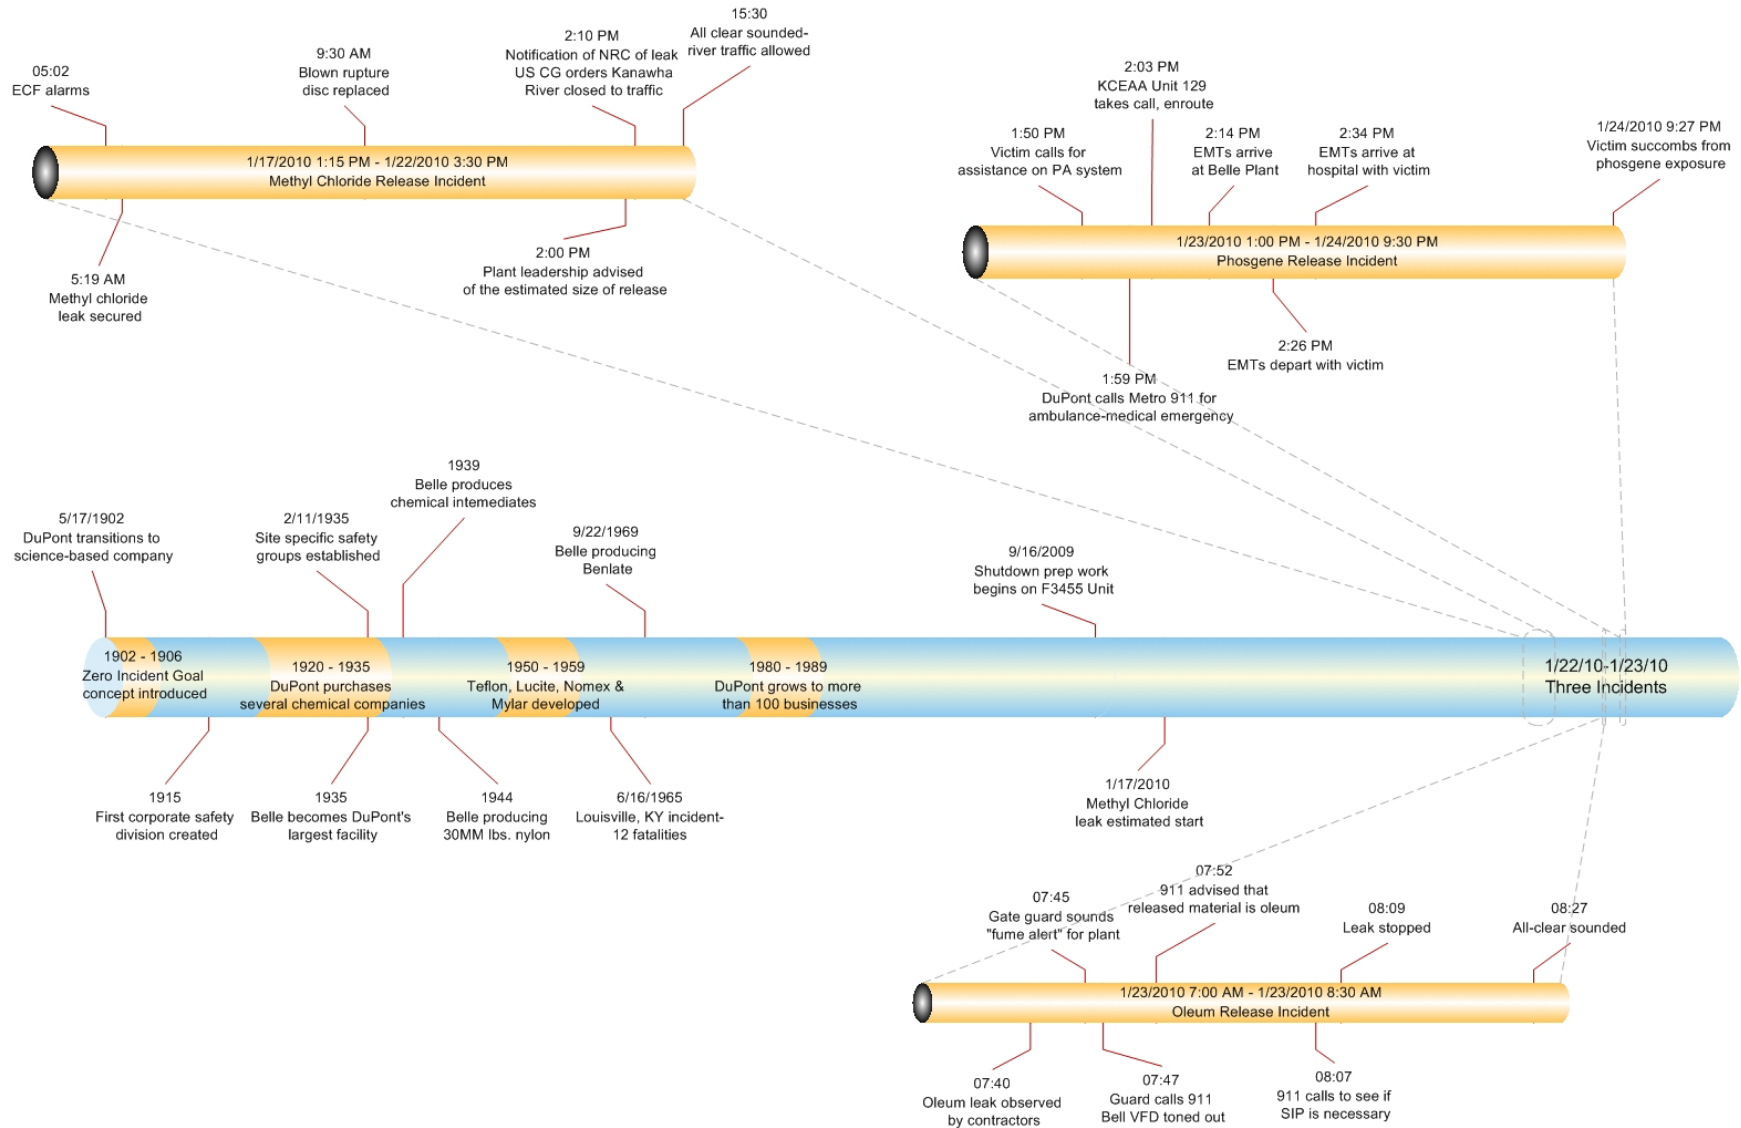 05:02
ECF alarms
9:30 AM
Blown rupture
disc replaced
2:10 PM
Notification of NRC of leak
US CG orders Kanawha
River closed to traffic
15:30
All clear sounded-
river traffic allowed
1/17/2010 1:15 PM - 1/22/2010 3:30 PM
Methyl Chloride Release Incident
5:19 AM
Methyl chloride
leak secured
2:00 PM
Plant leadership advised
of the estimated size of release
1:50 PM
Victim calls for
assistance on PA system
2:03 PM
KCEAA Unit 129
takes call, enroute
2:14 PM
EMTs arrive
at Belle Plant
2:34 PM
EMTs arrive at
hospital with victim
1/24/2010 9:27 PM
Victim succombs from
phosgene exposure
1/23/2010 1:00 PM - 1/24/2010 9:30 PM
Phosgene Release Incident
1:59 PM
DuPont calls Metro 911 for
ambulance-medical emergency
2:26 PM
EMTs depart with victim
5/17/1902
DuPont transitions to
science-based company
2/11/1935
Site specific safety
groups established
1939
Belle produces
chemical intemediates
9/22/1969
Belle producing
Benlate
9/16/2009
Shutdown prep work
begins on F3455 Unit
1902 - 1906
Zero Incident Goal
concept introduced
1920 - 1935
DuPont purchases
several chemical companies
1950 - 1959
Teflon, Lucite, Nomex &
Mylar developed
1980 - 1989
DuPont grows to more
than 100 businesses
1/22/10-1/23/10
Three Incidents
1915
First corporate safety
division created
1935
Belle becomes DuPont's
largest facility
1944
Belle producing
30MM lbs. nylon
6/16/1965
Louisville, KY incident-
12 fatalities
1/17/2010
Methyl Chloride
leak estimated start
07:45
Gate guard sounds
"fume alert" for plant
07:52
911 advised that
released material is oleum
08:09
Leak stopped
08:27
All-clear sounded
1/23/2010 7:00 AM - 1/23/2010 8:30 AM
Oleum Release Incident
07:40
Oleum leak observed
by contractors
07:47
Guard calls 911
Bell VFD toned out
08:07
911 calls to see if
SIP is necessary